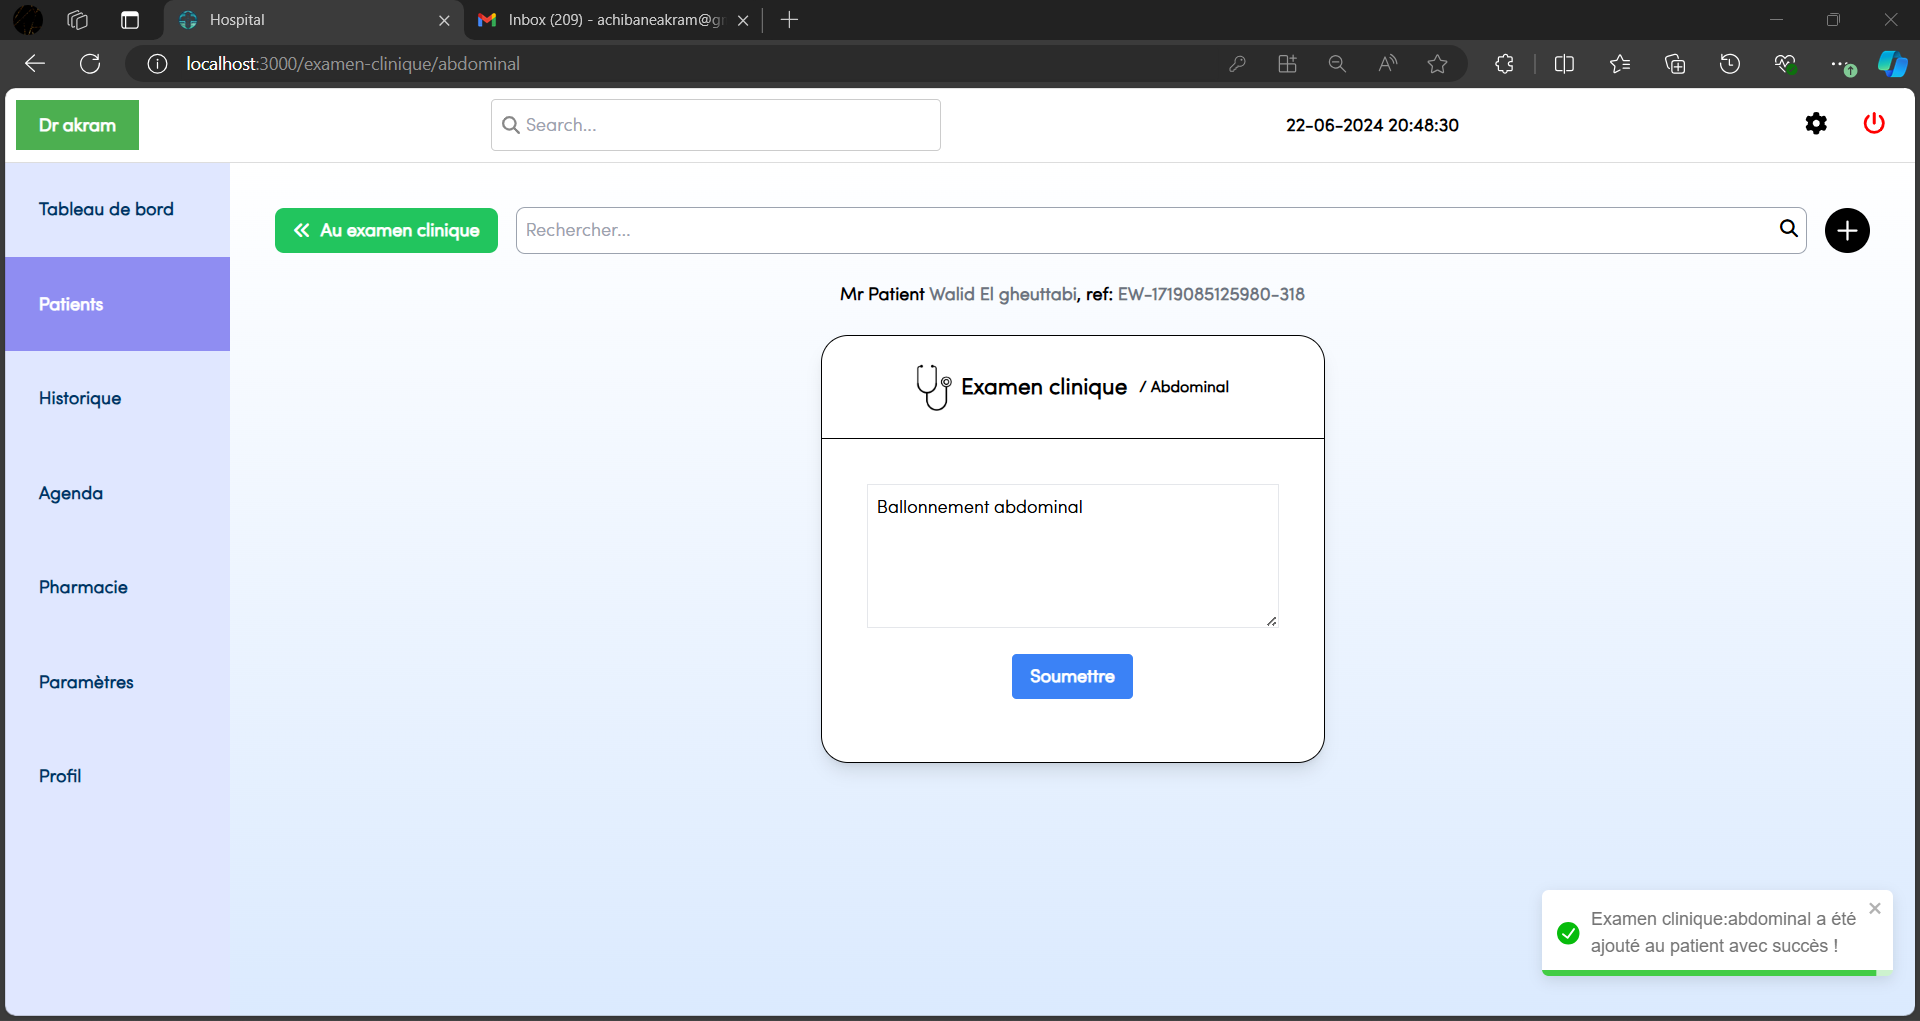 Hospital
Inbox (209) - achibaneakram@gr
localhost:3000/examen-clinique/abdominal
Dr akram
Search...
22-06-2024 20:48:30
Tableau de bord
Patients
Historique
Agenda
Pharmacie
Paramètres
Profil
Au examen clinique
Rechercher...
Mr Patient Walid El gheuttabi, ref: EW-1719085125980-318
Examen clinique / Abdominal
Ballonnement abdominal
Soumettre
Examen clinique:abdominal a été
ajouté au patient avec succès !